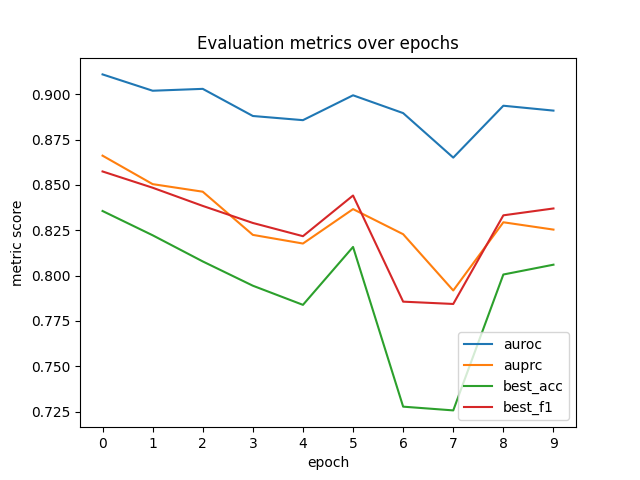 Evaluation metrics over epochs
metric score
0.900
0.875
0.850
0.825
0.800
0.775
0.750
0.725
auroc
auprc
best_acc
best_f1
0 1 2 3 4 5 6 7 8 9
epoch